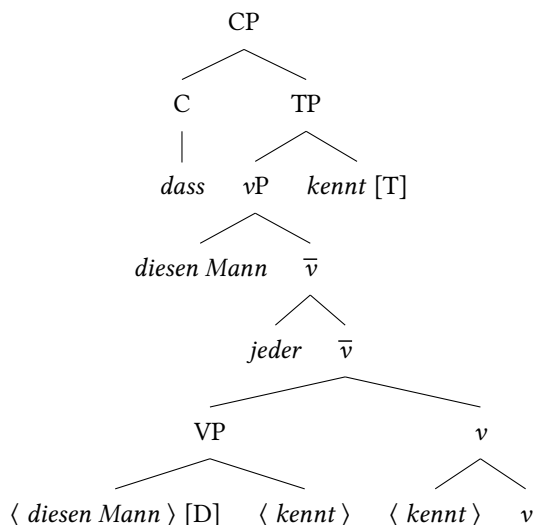 CP
C TP
dass vP kennt [T]
diesen Mann v̅
jeder v̅
VP v
⟨ diesen Mann ⟩ [D] ⟨ kennt ⟩ ⟨ kennt ⟩ v